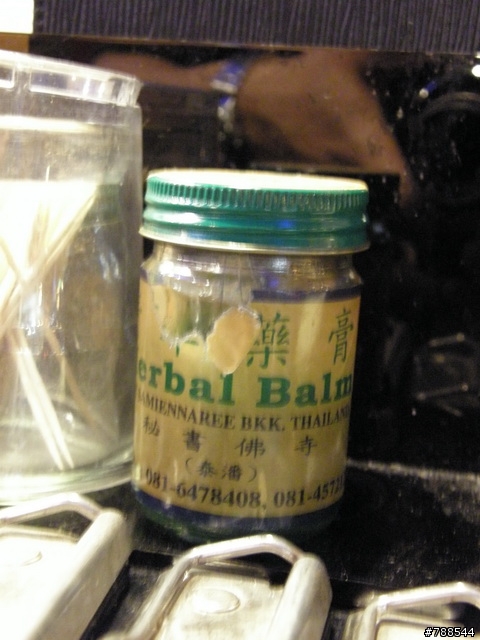 藥 膏
erbal Balm
AMIENNAREE BKK, THAILAN
秘 書 佛 寺
(泰潘)
081-6478408, 081-457
#788544